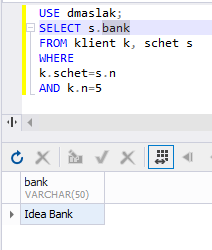 USE dmaslak;
SELECT s.bank
FROM klient k, schet s
WHERE
k.schet=s.n
AND k.n=5
bank
VARCHAR(50)
Idea Bank